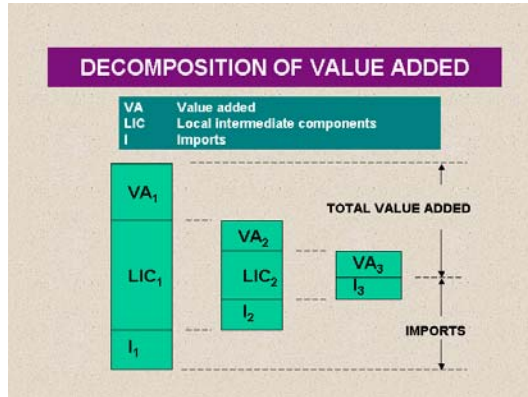 DECOMPOSITION OF VALUE ADDED
VA Value added
LIC Local intermediate components
I Imports
VA₁
TOTAL VALUE ADDED
VA₂
VA₃
LIC₁
LIC₂
I₃
I₂
IMPORTS
I₁